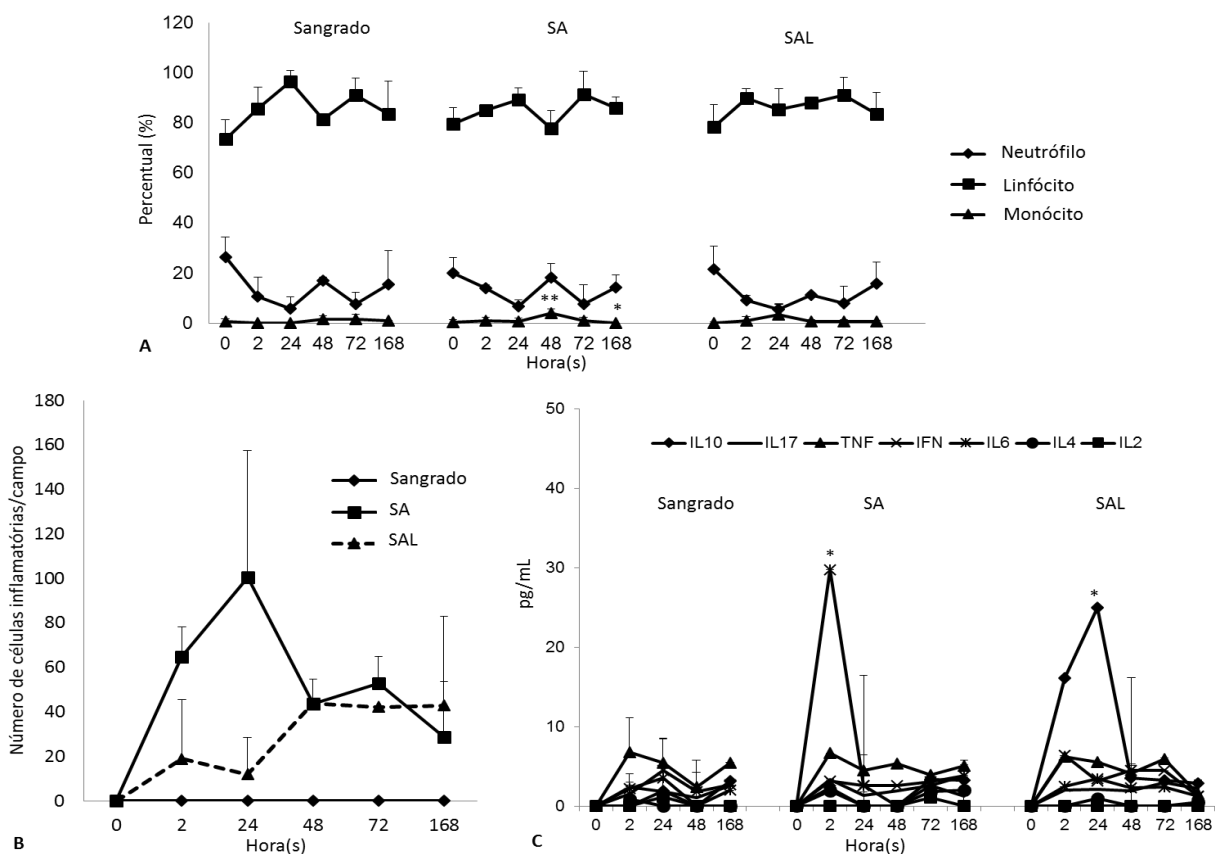 Sangrado SA SAL
Percentual (%)
120
100
80
60
40
20
0
** *
Neutrófilo
Linfócito
Monócito
0 2 24 48 72 168 0 2 24 48 72 168 0 2 24 48 72 168
Hora(s)
A
Número de células inflamatórias/campo
180
160
140
120
100
80
60
40
20
0
Sangrado
SA
SAL
0 2 24 48 72 168
Hora(s)
B
pg/mL
50
40
30
20
10
0
IL10 IL17 TNF IFN IL6 IL4 IL2
Sangrado SA SAL
* *
0 2 24 48 72 168 0 2 24 48 72 168 0 2 24 48 72 168
Hora(s)
C